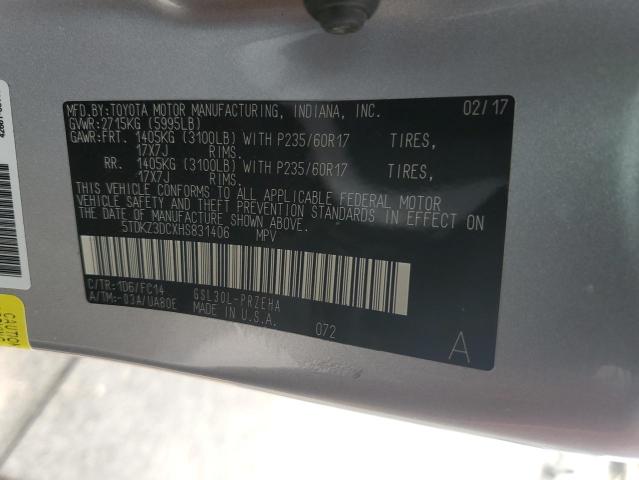 MFD.BY: TOYOTA MOTOR MANUFACTURING, INDIANA, INC. 02/17
GVWR: 2715KG (5995LB)
GAWR: FRT. 1405KG (3100LB) WITH P235/60R17 TIRES,
17X7J RIMS.
RR. 1405KG (3100LB) WITH P235/60R17 TIRES,
17X7J RIMS.
THIS VEHICLE CONFORMS TO ALL APPLICABLE FEDERAL MOTOR
VEHICLE SAFETY AND THEFT PREVENTION STANDARDS IN EFFECT ON
THE DATE OF MANUFACTURE SHOWN ABOVE.
5TDKZ3DCXHS831406 MPV
C/TR: 1D6/FC14 GSL30L-PRZEHA
A/TM: -03A/UA80E MADE IN U.S.A.
072
A